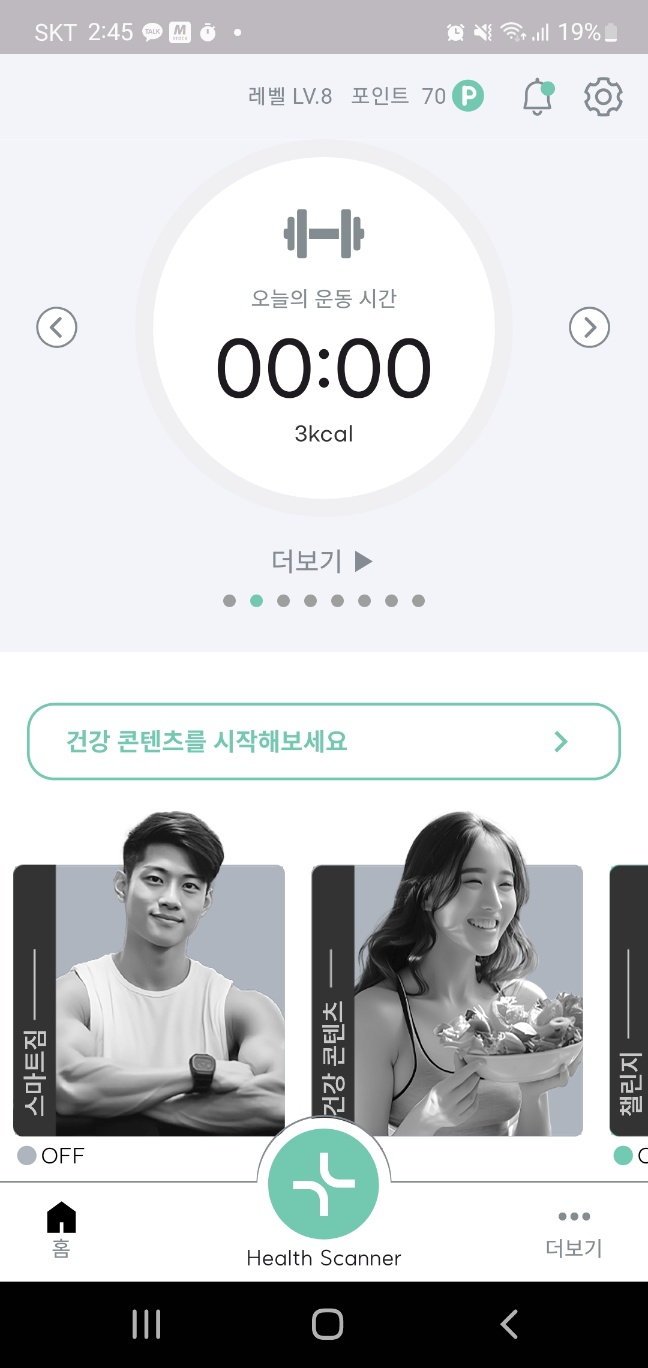 SKT 2:45 TALK M 19%
레벨 LV.8 포인트 70 P
오늘의 운동 시간
00:00
3kcal
더보기 ▶
건강 콘텐츠를 시작해보세요
스마트짐
건강 콘텐츠
챌린지
OFF
홈
Health Scanner
더보기